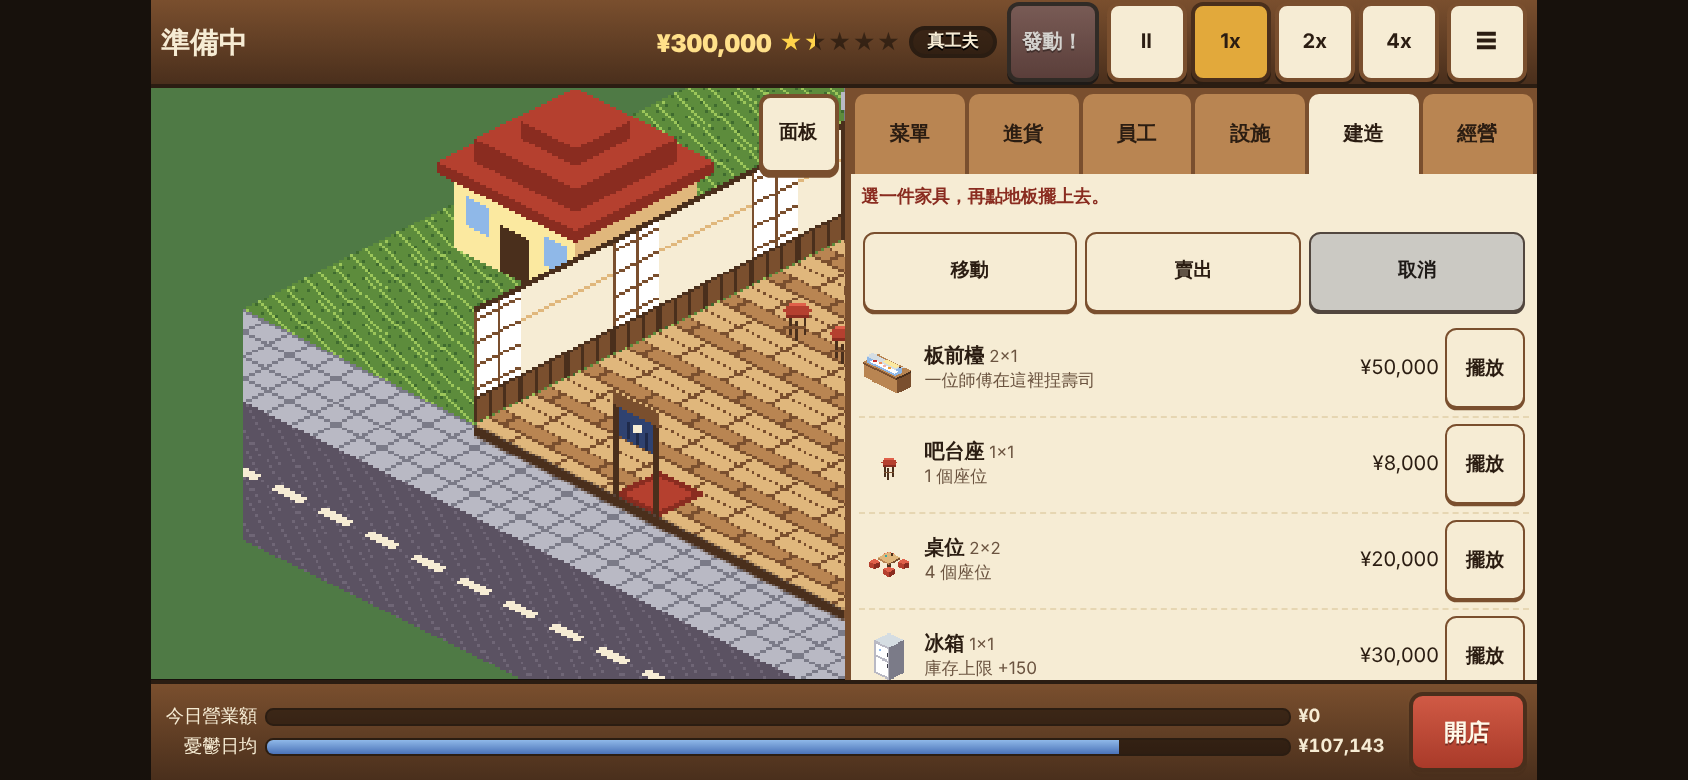 準備中
¥300,000
真工夫
發動！
II
1x
2x
4x
面板
菜單
進貨
員工
設施
建造
經營
選一件家具，再點地板擺上去。
移動
賣出
取消
板前檯 2×1
一位師傅在這裡捏壽司
¥50,000
擺放
吧台座 1×1
1 個座位
¥8,000
擺放
桌位 2×2
4 個座位
¥20,000
擺放
冰箱 1×1
庫存上限 +150
¥30,000
擺放
今日營業額
¥0
憂鬱日均
¥107,143
開店